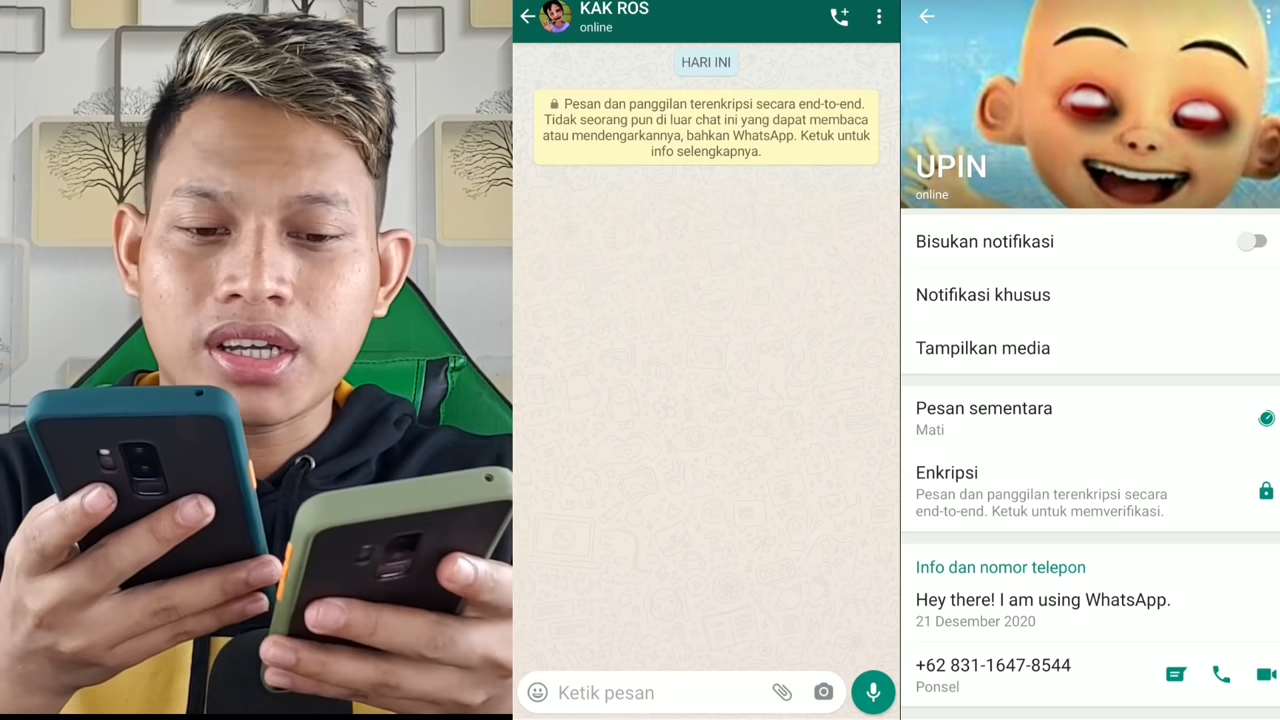 KAK ROS
online
HARI INI
Pesan dan panggilan terenkripsi secara end-to-end.
Tidak seorang pun di luar chat ini yang dapat membaca
atau mendengarkannya, bahkan WhatsApp. Ketuk untuk
info selengkapnya.
Ketik pesan
UPIN
online
Bisukan notifikasi
Notifikasi khusus
Tampilkan media
Pesan sementara
Mati
Enkripsi
Pesan dan panggilan terenkripsi secara
end-to-end. Ketuk untuk memverifikasi.
Info dan nomor telepon
Hey there! I am using WhatsApp.
21 Desember 2020
+62 831-1647-8544
Ponsel